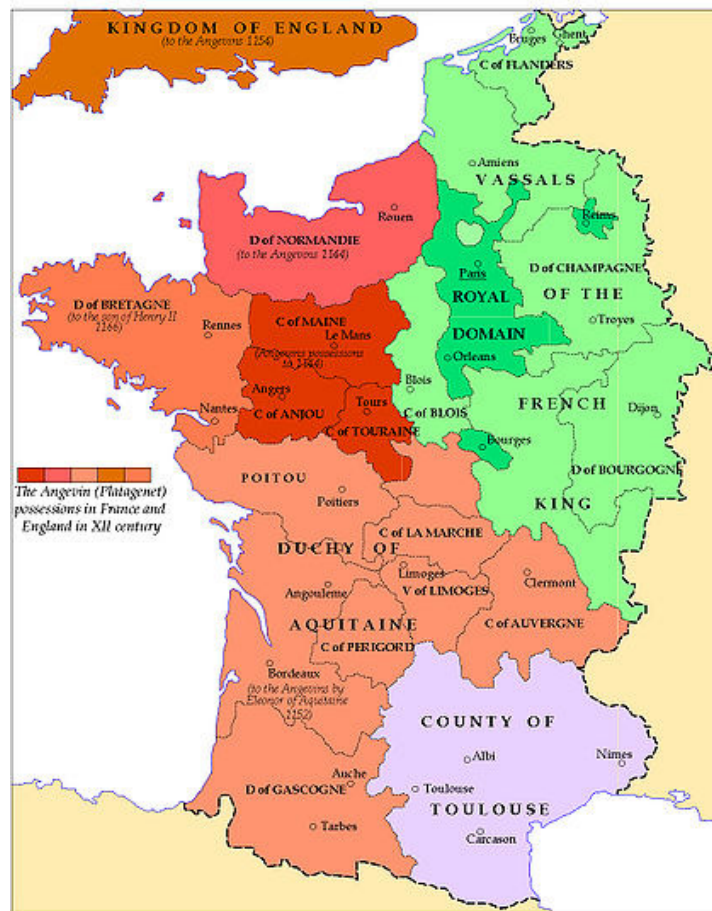 KINGDOM OF ENGLAND
(to the Angevins 1154)
Bruges
Ghent
C of FLANDERS
Amiens
VASSALS
Rouen
Reims
D of NORMANDIE
(to the Angevins 1144)
Paris
D of CHAMPAGNE
ROYAL
OF THE
D of BRETAGNE
(to the son of Henry II
1166)
C of MAINE
Troyes
Rennes
Le Mans
DOMAIN
(Angevins possessions
to 1144)
Orleans
Angers
Blois
Tours
FRENCH
Nantes
C of ANJOU
C of BLOIS
Dijon
C of TOURAINE
Bourges
D of BOURGOGNE
POITOU
The Angevin (Platagenet)
possessions in France and
England in XII century
Poitiers
KING
C of LA MARCHE
DUCHY OF
Limoges
Clermont
Angouleme
V of LIMOGES
AQUITAINE
C of AUVERGNE
C of PERIGORD
Bordeaux
(to the Angevins by
Eleonor of Aquitaine
1152)
COUNTY OF
Albi
Nimes
Auche
D of GASCOGNE
Toulouse
TOULOUSE
Tarbes
Carcason